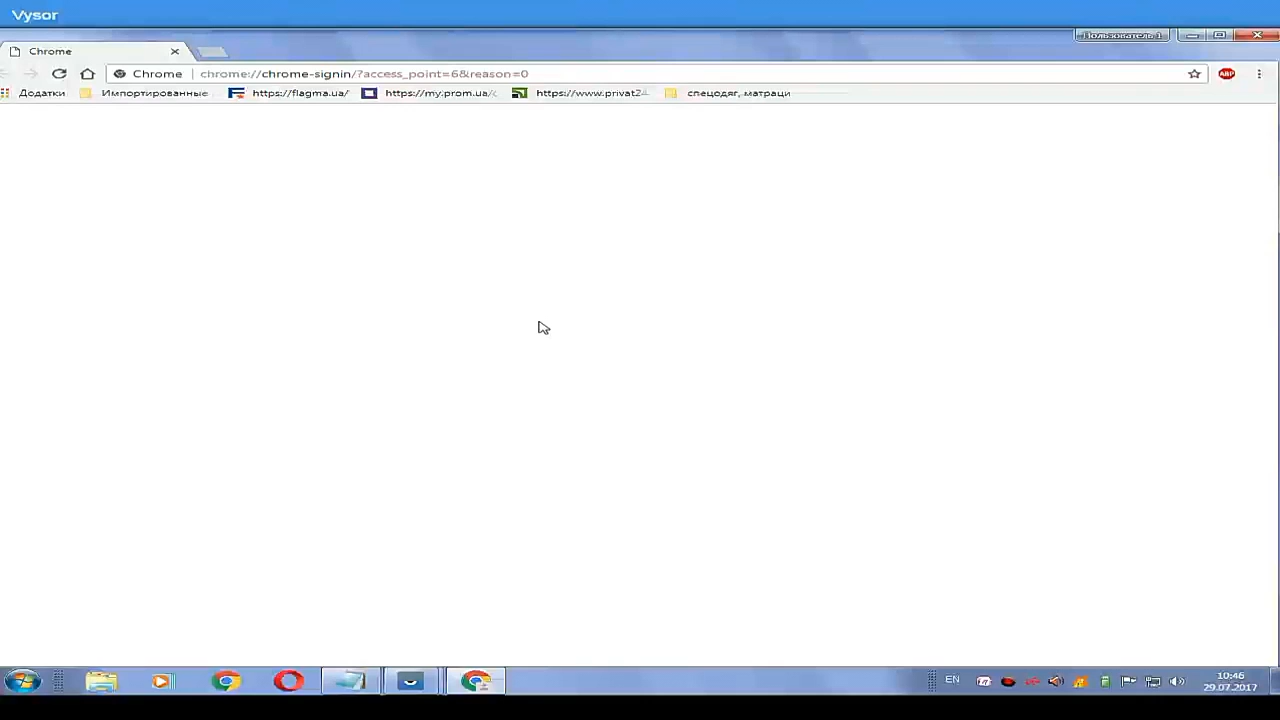 Vysor
Пользователь 1
Chrome
Chrome | chrome://chrome-signin/?access_point=6&reason=0
ABP
Додатки Импортированные https://flagma.ua/ https://my.prom.ua/c https://www.privat24. спецодяг, матраци
EN 10:46
29.07.2017